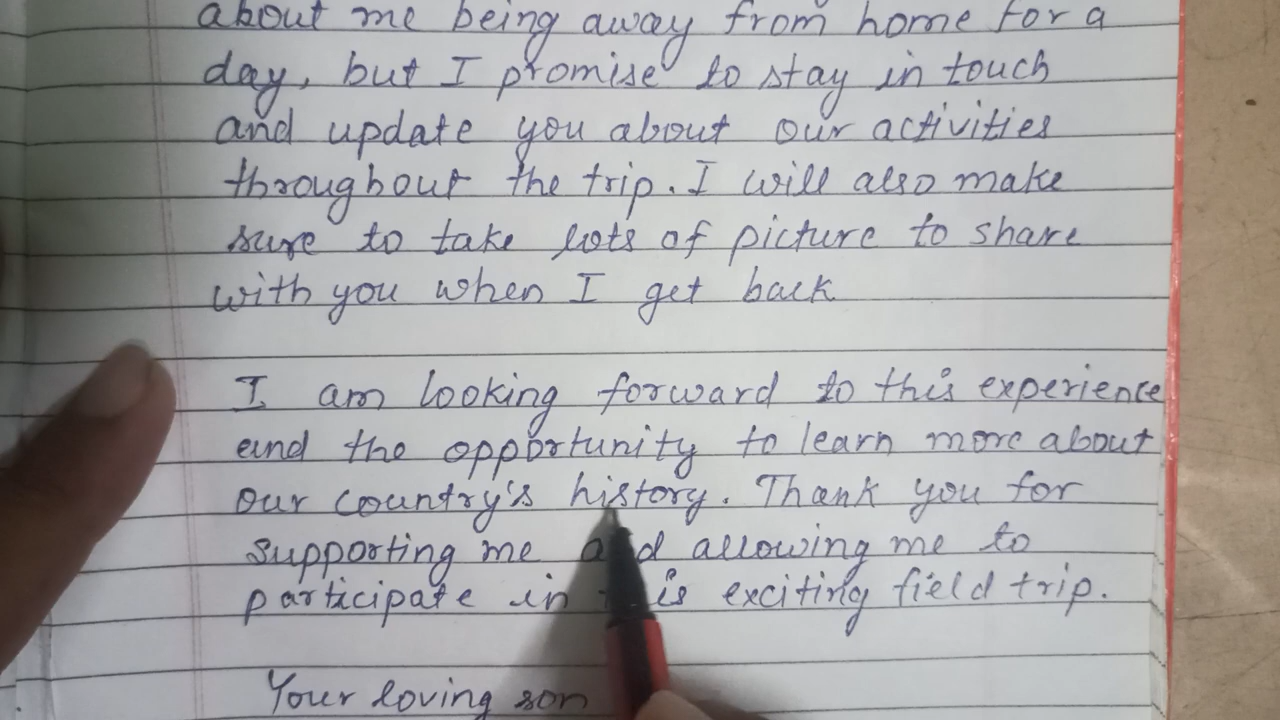 about me being away from home for a
day, but I promise to stay in touch
and update you about our activities
throughout the trip. I will also make
sure to take lots of picture to share
with you when I get back
I am looking forward to this experience
and the opportunity to learn more about
our country's history. Thank you for
supporting me and allowing me to
participate in this exciting field trip.
Your loving son